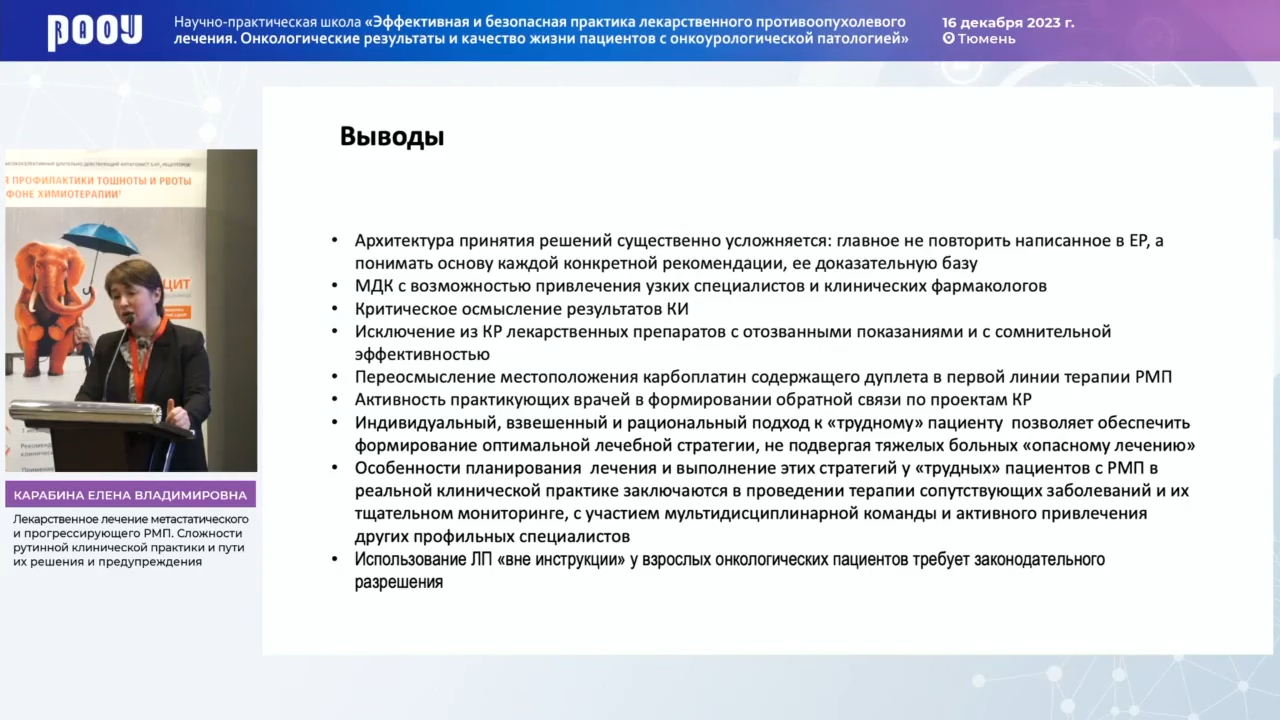 РООУ
Научно-практическая школа «Эффективная и безопасная практика лекарственного противоопухолевого
лечения. Онкологические результаты и качество жизни пациентов с онкоурологической патологией»
16 декабря 2023 г.
Тюмень
Выводы
• Архитектура принятия решений существенно усложняется: главное не повторить написанное в ЕР, а
понимать основу каждой конкретной рекомендации, ее доказательную базу
• МДК с возможностью привлечения узких специалистов и клинических фармакологов
• Критическое осмысление результатов КИ
• Исключение из КР лекарственных препаратов с отозванными показаниями и с сомнительной
эффективностью
• Переосмысление местоположения карбоплатин содержащего дуплета в первой линии терапии РМП
• Активность практикующих врачей в формировании обратной связи по проектам КР
• Индивидуальный, взвешенный и рациональный подход к «трудному» пациенту позволяет обеспечить
формирование оптимальной лечебной стратегии, не подвергая тяжелых больных «опасному лечению»
• Особенности планирования лечения и выполнение этих стратегий у «трудных» пациентов с РМП в
реальной клинической практике заключаются в проведении терапии сопутствующих заболеваний и их
тщательном мониторинге, с участием мультидисциплинарной команды и активного привлечения
других профильных специалистов
• Использование ЛП «вне инструкции» у взрослых онкологических пациентов требует законодательного
разрешения
Я ПРОФИЛАКТИКИ ТОШНОТЫ И РВОТЫ
ФОНЕ ХИМИОТЕРАПИИ
ЦИТ
КАРАБИНА ЕЛЕНА ВЛАДИМИРОВНА
Лекарственное лечение метастатического
и прогрессирующего РМП. Сложности
рутинной клинической практики и пути
их решения и предупреждения